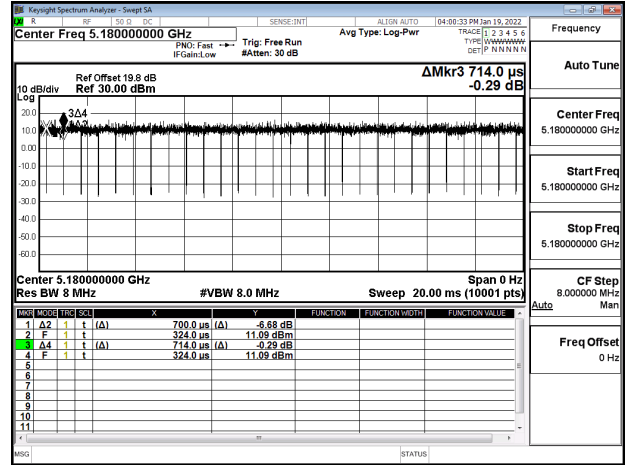 Keysight Spectrum Analyzer - Swept SA
R RF 50 Ω DC SENSE:INT ALIGN AUTO 04:00:33 PM Jan 19, 2022
Center Freq 5.180000000 GHz
PNO: Fast
IFGain:Low
Trig: Free Run
#Atten: 30 dB
Avg Type: Log-Pwr
TRACE 1 2 3 4 5 6
TYPE WWWWWW
DET P N N N N N
Frequency
Ref Offset 19.8 dB
10 dB/div Ref 30.00 dBm
Log
ΔMkr3 714.0 µs
-0.29 dB
20.0
10.0
0.00
-10.0
-20.0
-30.0
-40.0
-50.0
-60.0
3Δ4
Center 5.180000000 GHz Span 0 Hz
Res BW 8 MHz #VBW 8.0 MHz Sweep 20.00 ms (10001 pts)
MKR MODE TRC SCL X Y FUNCTION FUNCTION WIDTH FUNCTION VALUE
1 Δ2 1 t (Δ) 700.0 µs (Δ) -6.68 dB
2 F 1 t 324.0 µs 11.09 dBm
3 Δ4 1 t (Δ) 714.0 µs (Δ) -0.29 dB
4 F 1 t 324.0 µs 11.09 dBm
5
6
7
8
9
10
11
MSG STATUS
Auto Tune
Center Freq
5.180000000 GHz
Start Freq
5.180000000 GHz
Stop Freq
5.180000000 GHz
CF Step
8.000000 MHz
Auto Man
Freq Offset
0 Hz